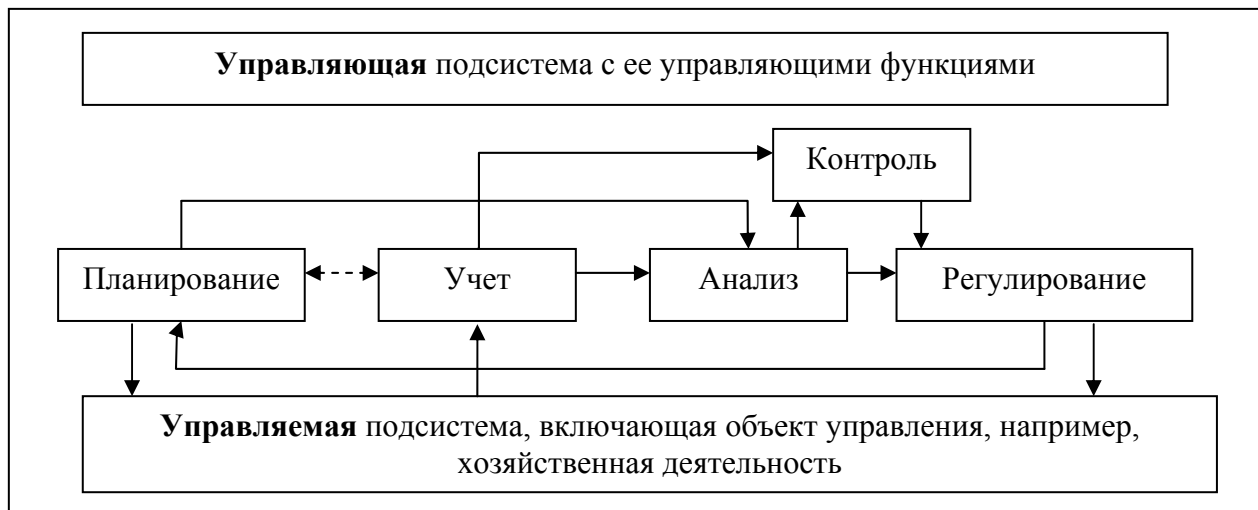 Управляющая подсистема с ее управляющими функциями
Контроль
Планирование
Учет
Анализ
Регулирование
Управляемая подсистема, включающая объект управления, например,
хозяйственная деятельность